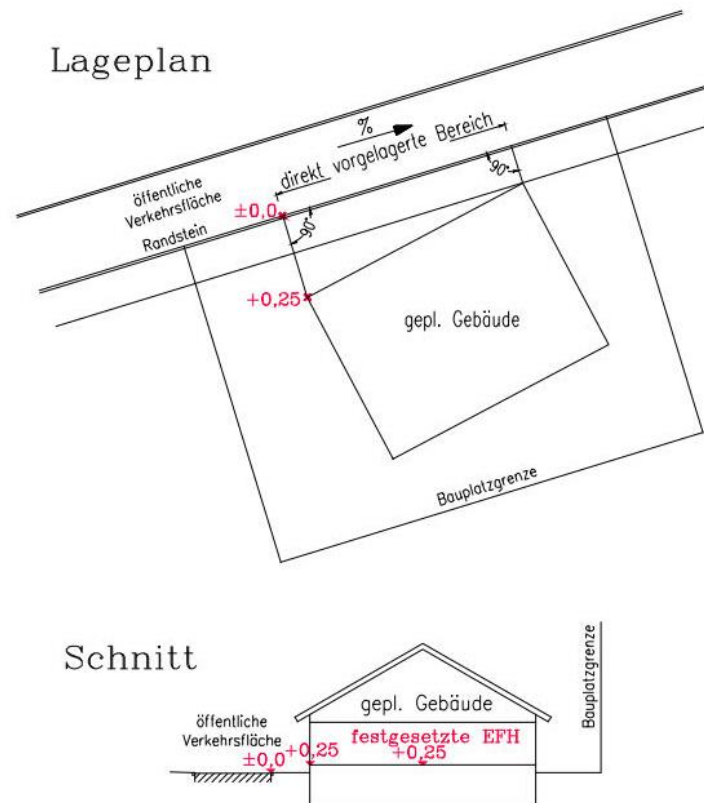 Lageplan
%
direkt vorgelagerte Bereich
öffentliche
Verkehrsfläche
±0,0
Randstein
90°
90°
+0,25
gepl. Gebäude
Bauplatzgrenze
Schnitt
Bauplatzgrenze
gepl. Gebäude
öffentliche
Verkehrsfläche
festgesetzte EFH
±0,0
+0,25
+0,25